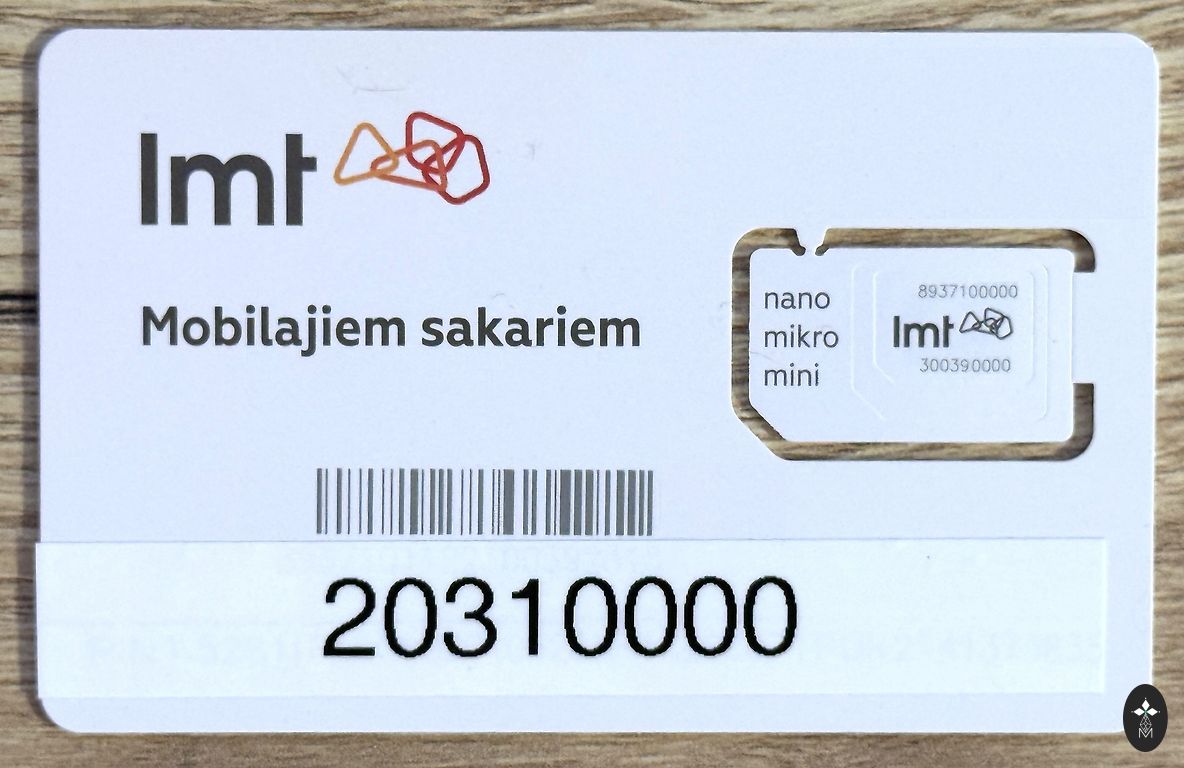 lmt
Mobilajiem sakariem
nano
mikro
mini
8937100000
lmt
300390000
20310000
M